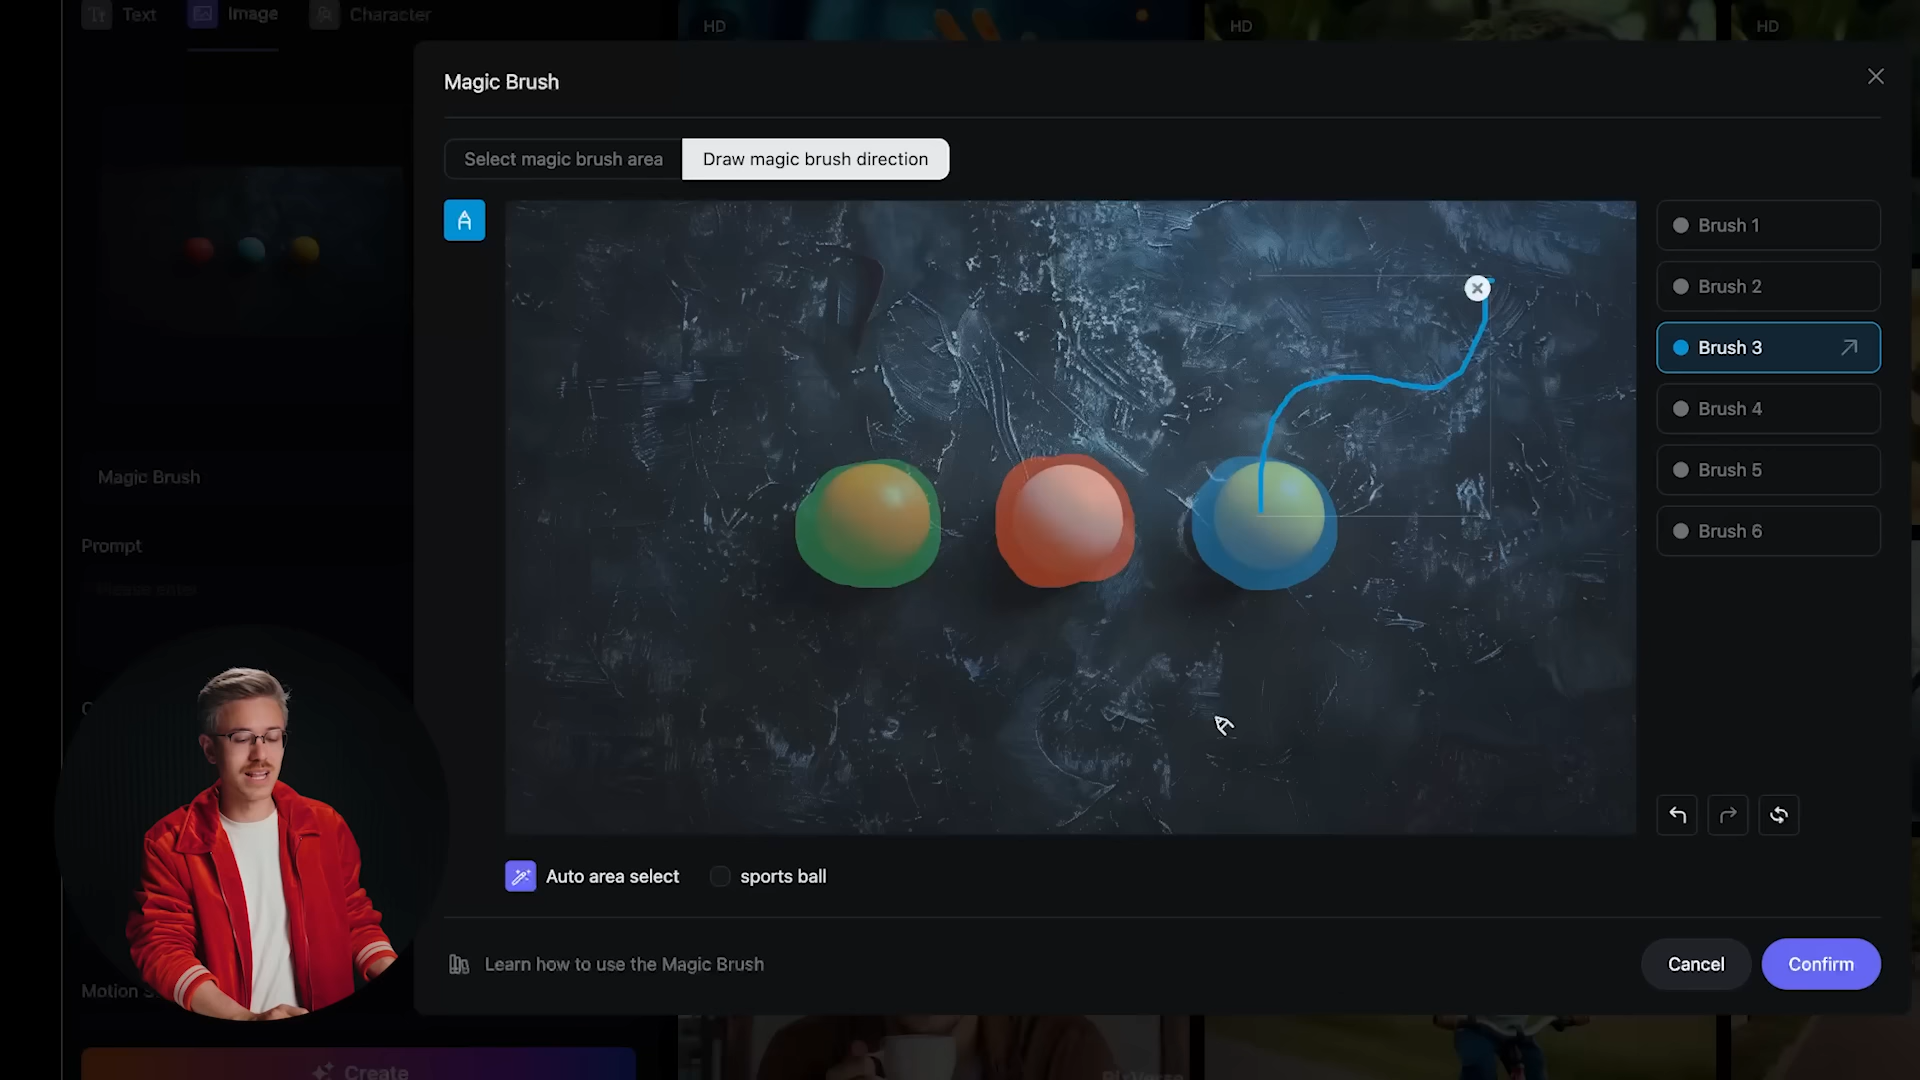 Text
Image
Character
HD
HD
HD
Magic Brush
Select magic brush area
Draw magic brush direction
Brush 1
Brush 2
Brush 3
Brush 4
Brush 5
Brush 6
Magic Brush
Prompt
Auto area select
sports ball
Learn how to use the Magic Brush
Cancel
Confirm
Motion
Create